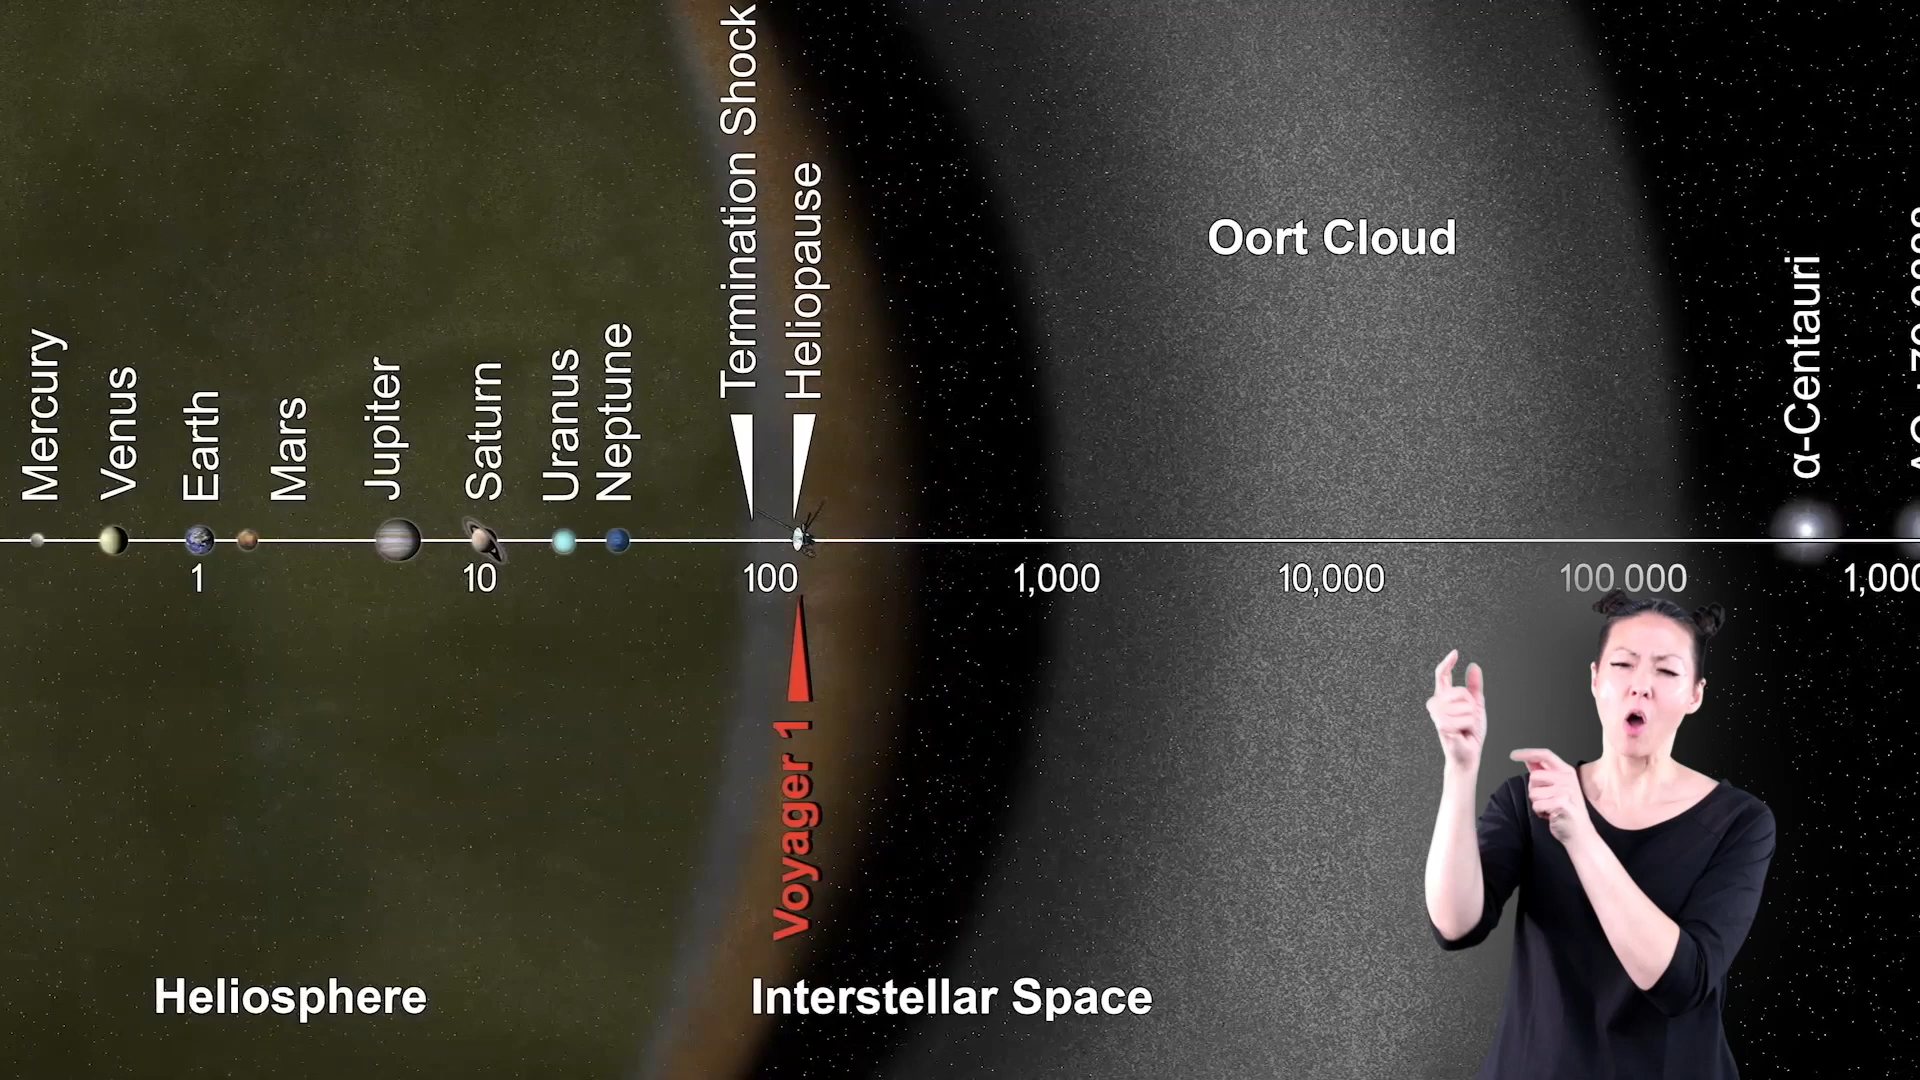 Mercury
Venus
Earth
Mars
Jupiter
Saturn
Uranus
Neptune
Termination Shock
Heliopause
Oort Cloud
α-Centauri
1
10
100
1,000
10,000
100,000
Voyager 1
Heliosphere
Interstellar Space